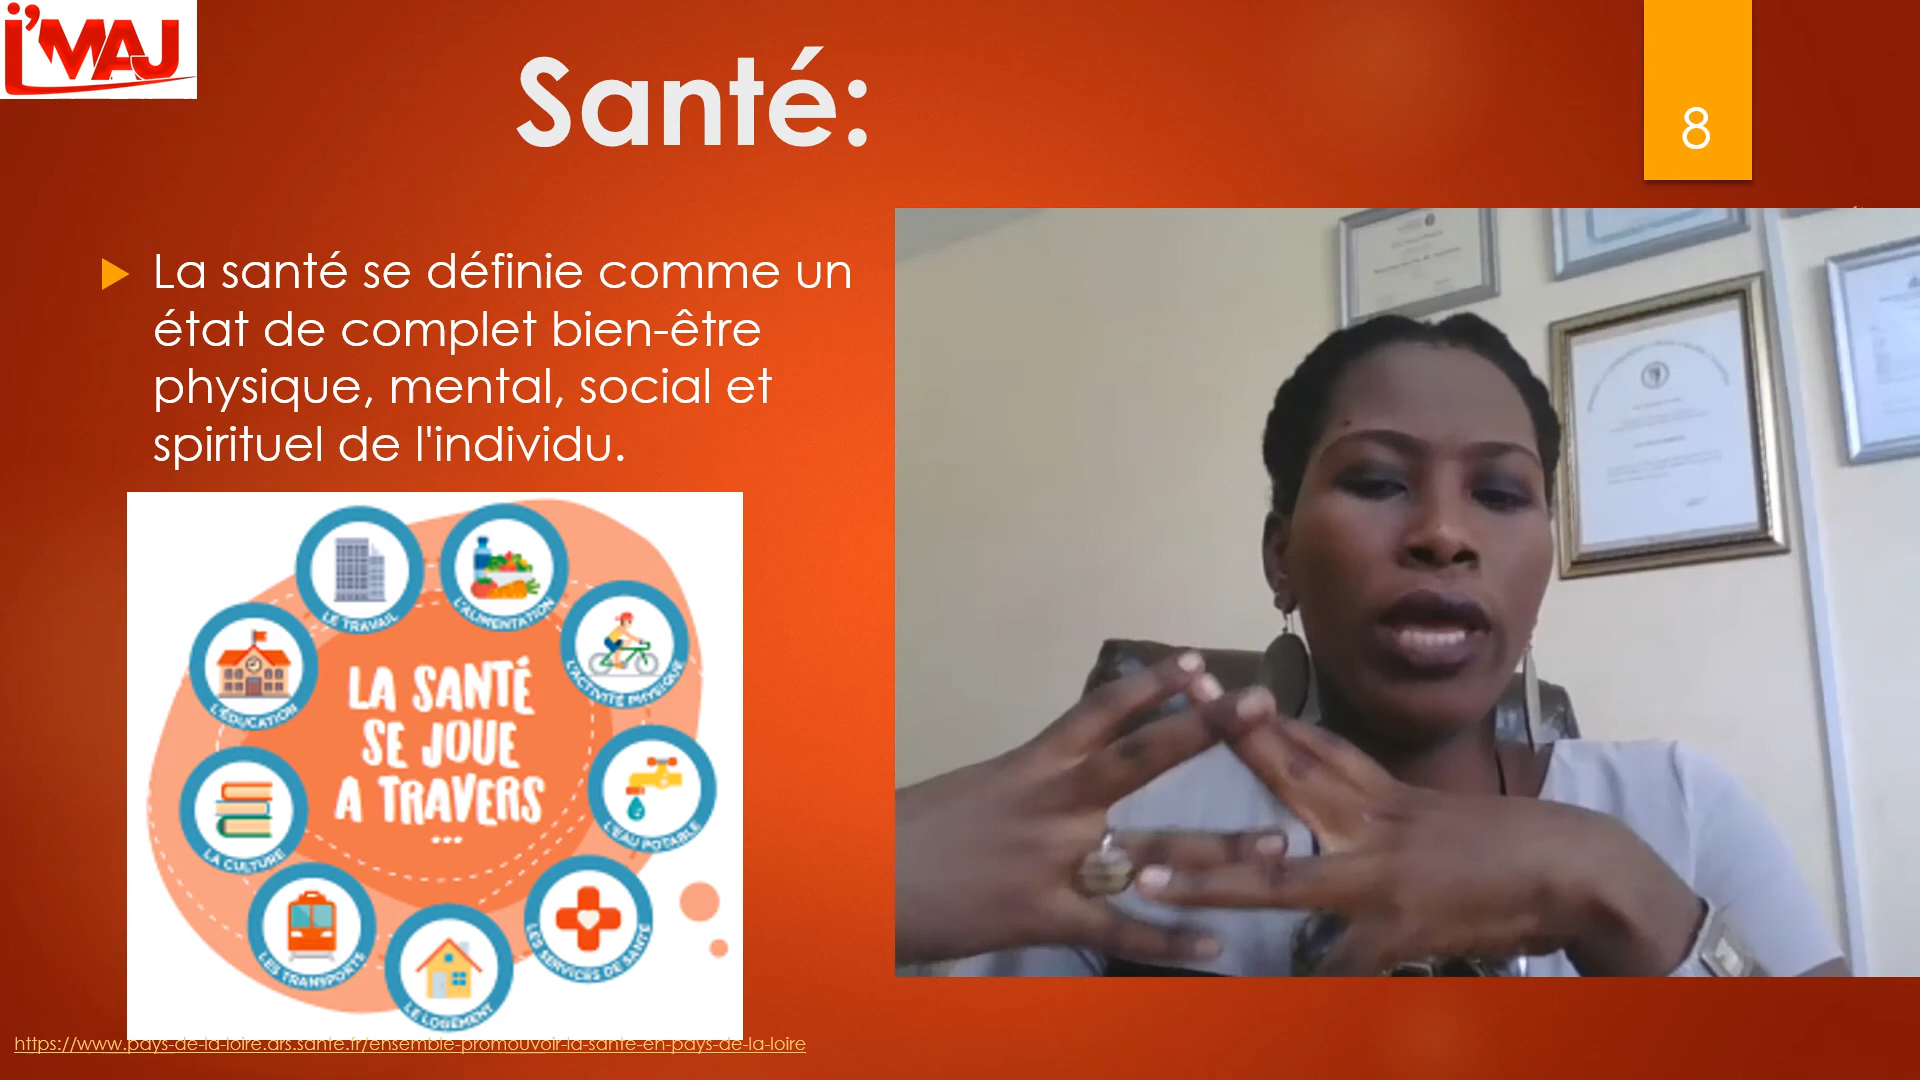 i'MAJ
Santé:
8
La santé se définie comme un
état de complet bien-être
physique, mental, social et
spirituel de l'individu.
LE TRAVAIL
L'ALIMENTATION
L'ACTIVITÉ PHYSIQUE
L'ÉDUCATION
LA SANTÉ
SE JOUE
A TRAVERS
...
L'EAU POTABLE
LA CULTURE
LES SERVICES DE SANTÉ
LES TRANSPORTS
LE LOGEMENT
https://www.pays-de-la-loire.ars.sante.fr/ensemble-promouvoir-la-sante-en-pays-de-la-loire